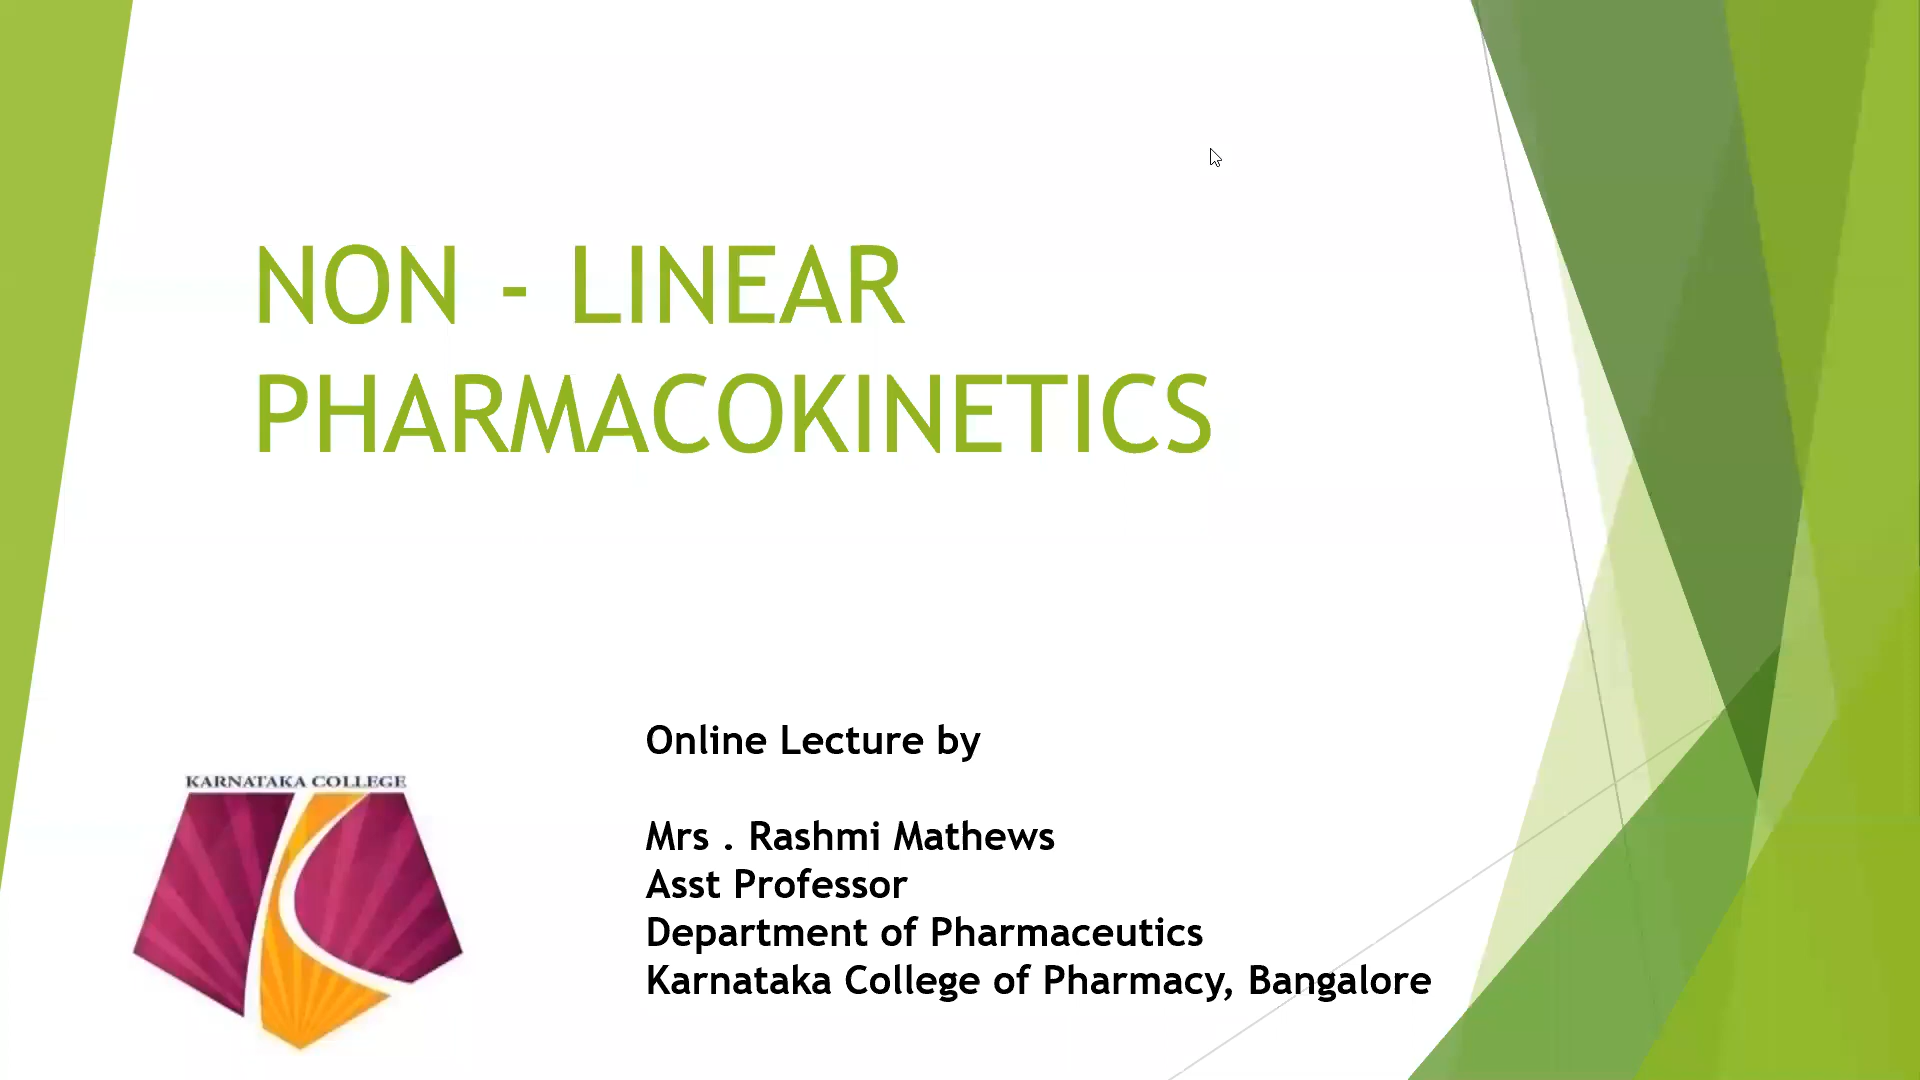 NON - LINEAR
PHARMACOKINETICS
Online Lecture by
Mrs . Rashmi Mathews
Asst Professor
Department of Pharmaceutics
Karnataka College of Pharmacy, Bangalore
KARNATAKA COLLEGE